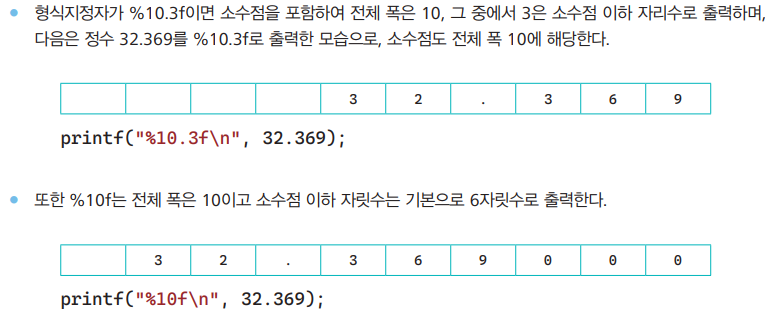 • 형식지정자가 %10.3f이면 소수점을 포함하여 전체 폭은 10, 그 중에서 3은 소수점 이하 자리수로 출력하며,
다음은 정수 32.369를 %10.3f로 출력한 모습으로, 소수점도 전체 폭 10에 해당한다.
3 2 . 3 6 9
printf("%10.3f\n", 32.369);
• 또한 %10f는 전체 폭은 10이고 소수점 이하 자릿수는 기본으로 6자릿수로 출력한다.
3 2 . 3 6 9 0 0 0
printf("%10f\n", 32.369);